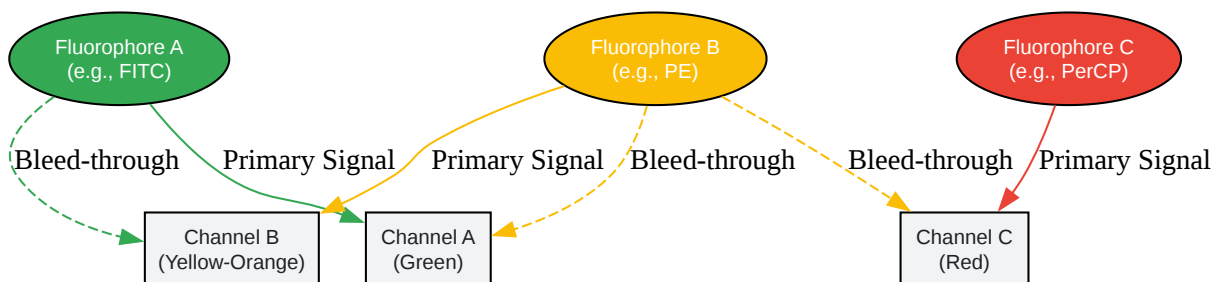 Fluorophore A
(e.g., FITC)
Fluorophore B
(e.g., PE)
Fluorophore C
(e.g., PerCP)
Bleed-through
Primary Signal
Primary Signal
Bleed-through
Bleed-through
Primary Signal
Channel B
(Yellow-Orange)
Channel A
(Green)
Channel C
(Red)